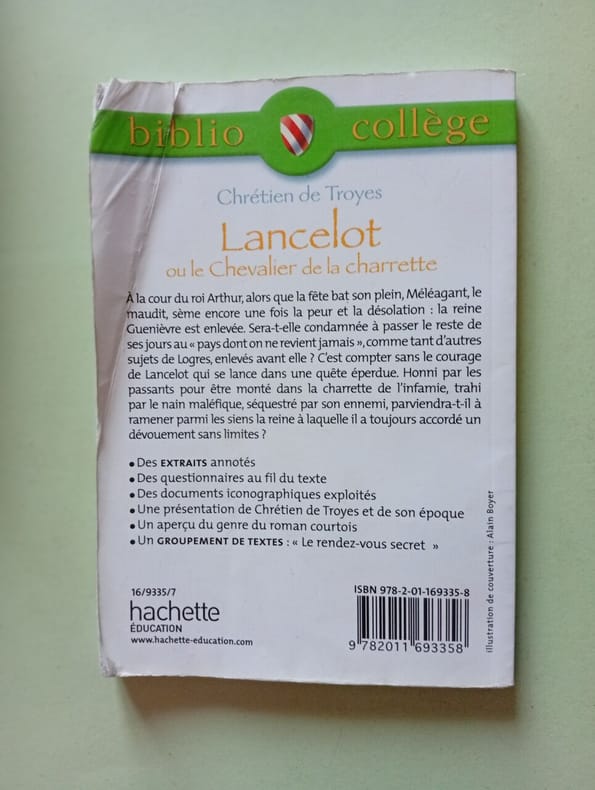 biblio collège
Chrétien de Troyes
Lancelot
ou le Chevalier de la charrette
À la cour du roi Arthur, alors que la fête bat son plein, Méléagant, le
maudit, sème encore une fois la peur et la désolation : la reine
Guenièvre est enlevée. Sera-t-elle condamnée à passer le reste de
ses jours au « pays dont on ne revient jamais », comme tant d'autres
sujets de Logres, enlevés avant elle ? C'est compter sans le courage
de Lancelot qui se lance dans une quête éperdue. Honni par les
passants pour être monté dans la charrette de l'infamie, trahi
par le nain maléfique, séquestré par son ennemi, parviendra-t-il à
ramener parmi les siens la reine à laquelle il a toujours accordé un
dévouement sans limites ?
• Des EXTRAITS annotés
• Des questionnaires au fil du texte
• Des documents iconographiques exploités
• Une présentation de Chrétien de Troyes et de son époque
• Un aperçu du genre du roman courtois
• Un GROUPEMENT DE TEXTES : « Le rendez-vous secret »
16/9335/7
hachette
ÉDUCATION
www.hachette-education.com
ISBN 978-2-01-169335-8
9 782011 693358
illustration de couverture : Alain Boyer